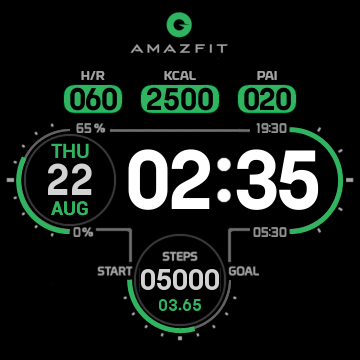 AMAZFIT
H/R KCAL PAI
060 2500 020
65% 19:30
THU
22
AUG
02:35
0% 05:30
STEPS
START 05000 GOAL
03.65